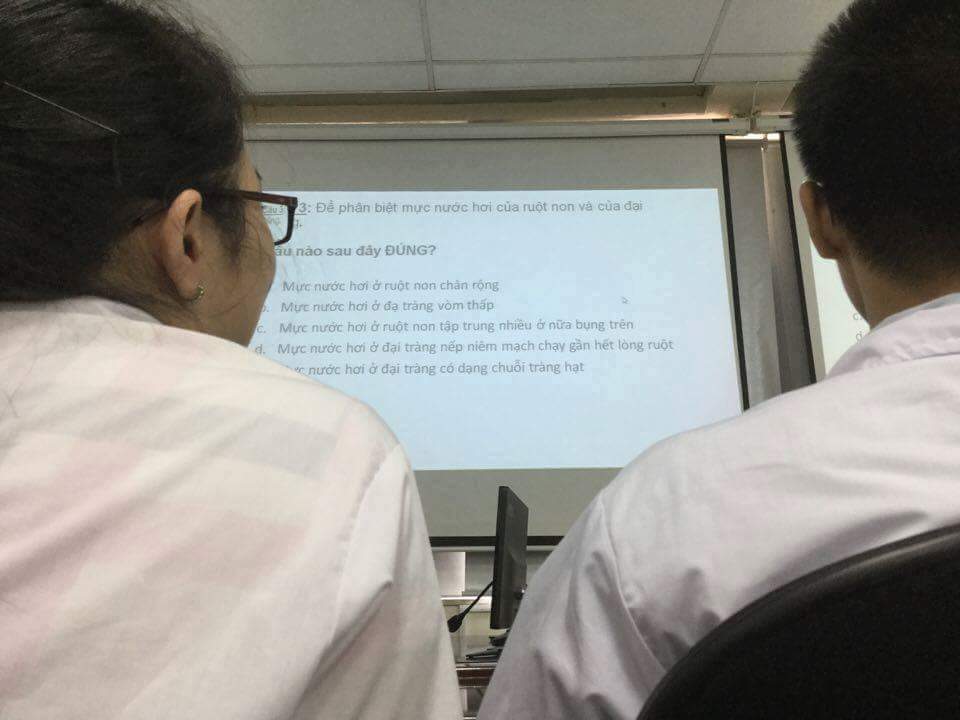 3: Để phân biệt mực nước hơi của ruột non và của đại
g.
ầu nào sau đây ĐÚNG?
Mực nước hơi ở ruột non chân rộng
b. Mực nước hơi ở đạ tràng vòm thấp
c. Mực nước hơi ở ruột non tập trung nhiều ở nữa bụng trên
d. Mực nước hơi ở đại tràng nếp niêm mạch chạy gần hết lòng ruột
nước hơi ở đại tràng có dạng chuỗi tràng hạt
c.
d.